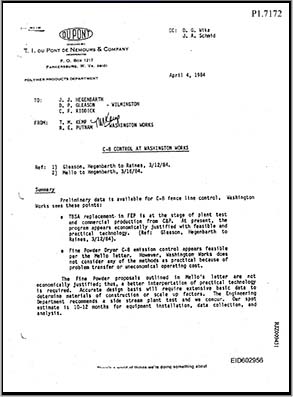 P1.7172
CC: D. G. Wika
J. A. Schmid
DU PONT
E. I. DU PONT DE NEMOURS & COMPANY
INCORPORATED
P. O. BOX 1217
PARKERSBURG, W. VA. 26101
POLYMER PRODUCTS DEPARTMENT
April 4, 1984
TO: J. J. HEGENBARTH
B. P. GLEASON - WILMINGTON
C. F. RISSICK
FROM: T. M. KEMP
R. E. PUTNAM WASHINGTON WORKS
C-8 CONTROL AT WASHINGTON WORKS
Ref: 1) Gleason, Hegenbarth to Raines, 3/12/84.
2) Mello to Hegenbarth, 3/16/84.
Summary
Preliminary data is available for C-8 fence line control. Washington
Works sees these points:
• TBSA replacement in FEP is at the stage of plant test
and commercial production from C&P. At present, the
program appears economically justified with feasible and
practical technology. (Ref: Gleason, Hegenbarth to
Raines, 3/12/84).
• Fine Powder Dryer C-8 emission control appears feasible
per the Mello letter. However, Washington Works does
not consider any of the methods as practical because of
problem transfer or uneconomical operating cost.
The Fine Powder proposals outlined in Mello's letter are not
economically justified; thus, a better interpretation of practical technology
is required. Accurate design basis will require extensive basic data to
determine materials of construction or scale up factors. The Engineering
Department recommends a side stream plant test and we concur. Our spot
estimate is 10-12 months for equipment installation, data collection, and
analysis.
RJZ009431
EID602956
There's a world of things we're doing something about